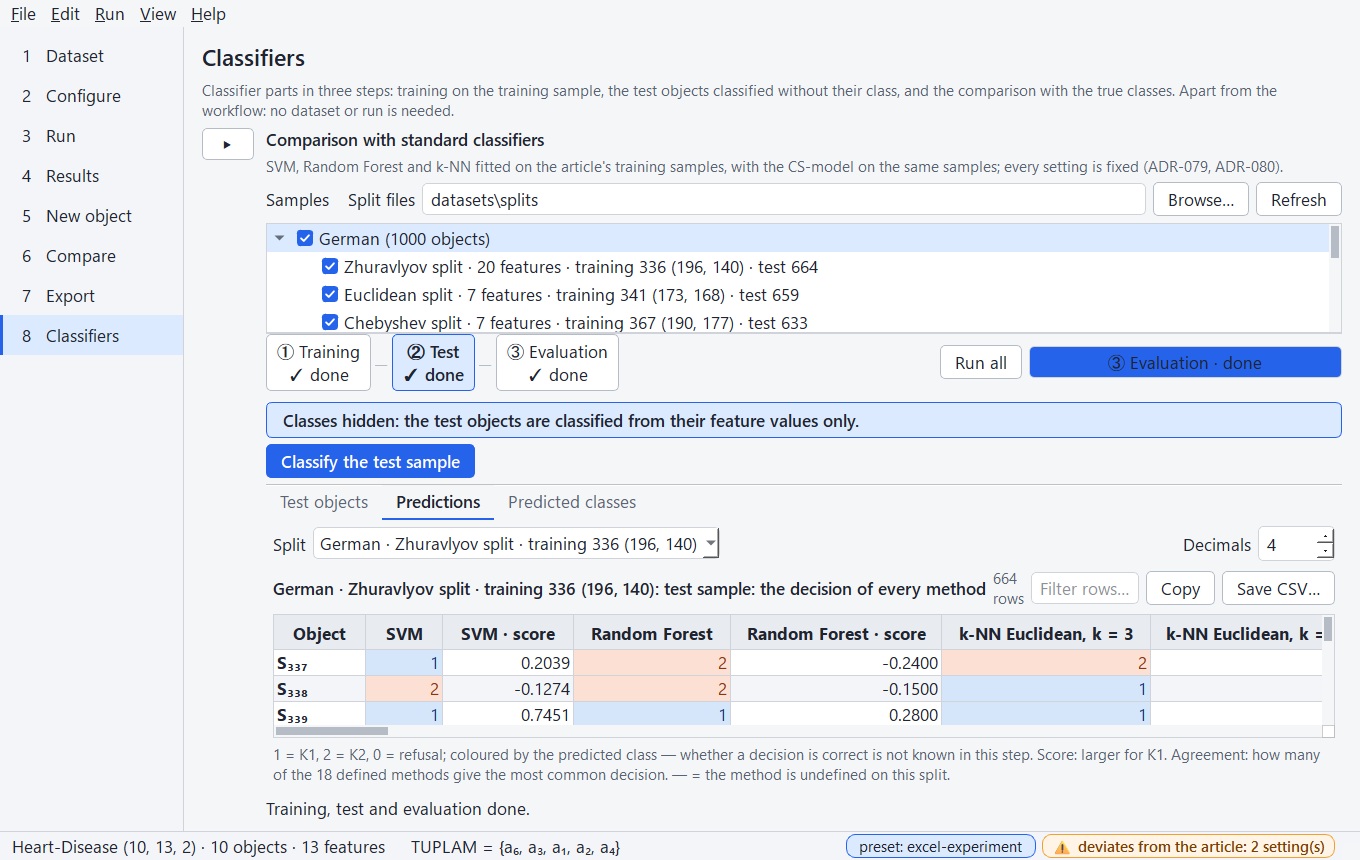 File Edit Run View Help
1 Dataset
2 Configure
3 Run
4 Results
5 New object
6 Compare
7 Export
8 Classifiers
Classifiers
Classifier parts in three steps: training on the training sample, the test objects classified without their class, and the comparison with the true classes. Apart from the
workflow: no dataset or run is needed.
Comparison with standard classifiers
SVM, Random Forest and k-NN fitted on the article's training samples, with the CS-model on the same samples; every setting is fixed (ADR-079, ADR-080).
Samples Split files datasets\splits Browse... Refresh
German (1000 objects)
Zhuravlyov split · 20 features · training 336 (196, 140) · test 664
Euclidean split · 7 features · training 341 (173, 168) · test 659
Chebyshev split · 7 features · training 367 (190, 177) · test 633
① Training ② Test ③ Evaluation
✓ done ✓ done ✓ done
Run all ③ Evaluation · done
Classes hidden: the test objects are classified from their feature values only.
Classify the test sample
Test objects Predictions Predicted classes
Split German · Zhuravlyov split · training 336 (196, 140) Decimals 4
German · Zhuravlyov split · training 336 (196, 140): test sample: the decision of every method 664 rows Filter rows... Copy Save CSV...
Object SVM SVM · score Random Forest Random Forest · score k-NN Euclidean, k = 3 k-NN Euclidean, k =
S₃₃₇ 1 0.2039 2 -0.2400 2
S₃₃₈ 2 -0.1274 2 -0.1500 1
S₃₃₉ 1 0.7451 1 0.2800 1
1 = K1, 2 = K2, 0 = refusal; coloured by the predicted class — whether a decision is correct is not known in this step. Score: larger for K1. Agreement: how many
of the 18 defined methods give the most common decision. — = the method is undefined on this split.
Training, test and evaluation done.
Heart-Disease (10, 13, 2) · 10 objects · 13 features TUPLAM = {a₆, a₃, a₁, a₂, a₄} preset: excel-experiment ⚠ deviates from the article: 2 setting(s)